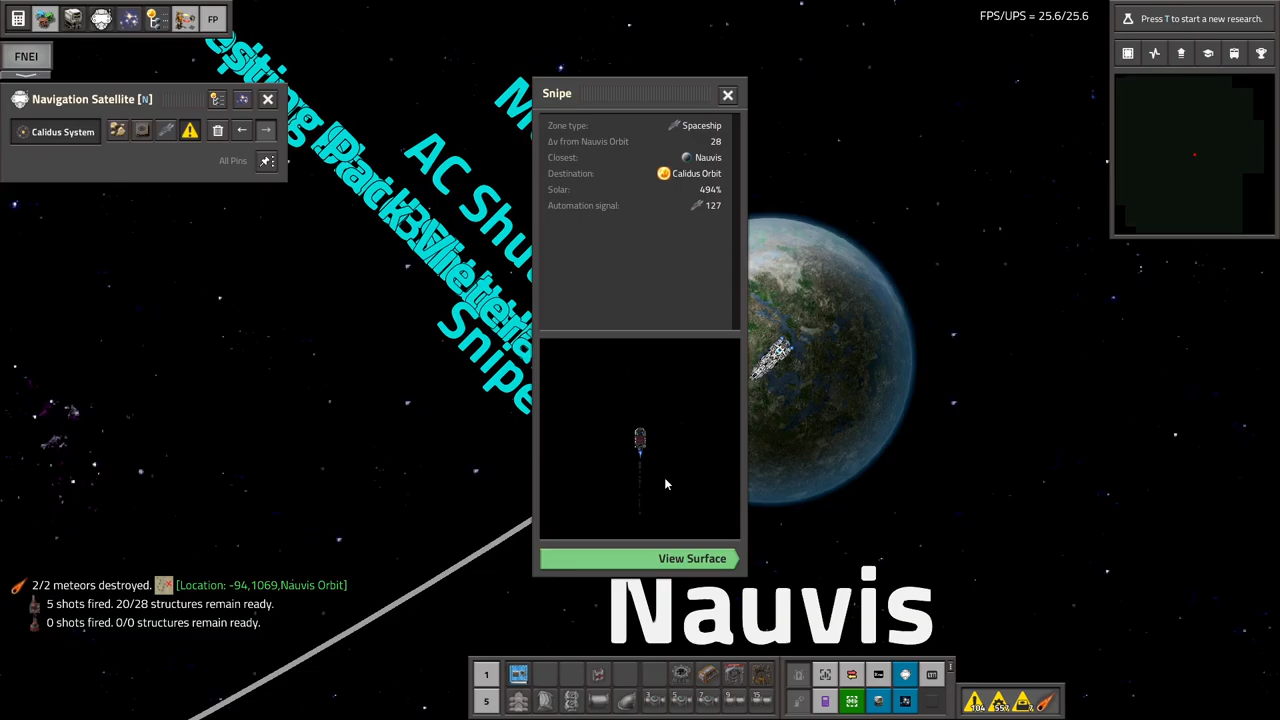 FP
FPS/UPS = 25.6/25.6
Press T to start a new research.
FNEI
Navigation Satellite [N]
Calidus System
All Pins
Snipe
Zone type: Spaceship
Δv from Nauvis Orbit 28
Closest: Nauvis
Destination: Calidus Orbit
Solar: 494%
Automation signal: 127
View Surface
AC Shu
Snipe
Nauvis
2/2 meteors destroyed. [Location: -94,1069,Nauvis Orbit]
5 shots fired. 20/28 structures remain ready.
0 shots fired. 0/0 structures remain ready.
1
5